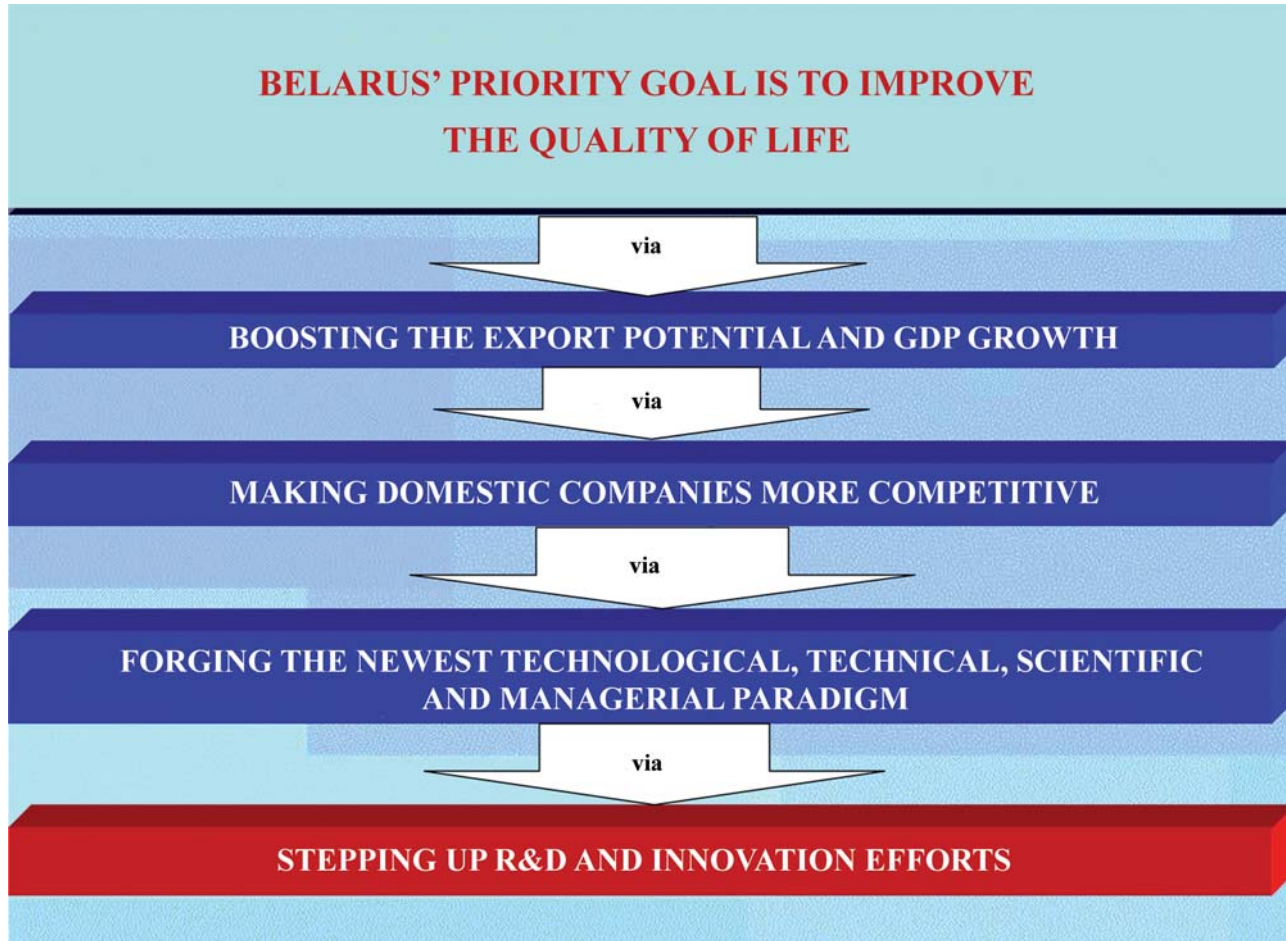 BELARUS’ PRIORITY GOAL IS TO IMPROVE
THE QUALITY OF LIFE
via
BOOSTING THE EXPORT POTENTIAL AND GDP GROWTH
via
MAKING DOMESTIC COMPANIES MORE COMPETITIVE
via
FORGING THE NEWEST TECHNOLOGICAL, TECHNICAL, SCIENTIFIC
AND MANAGERIAL PARADIGM
via
STEPPING UP R&D AND INNOVATION EFFORTS